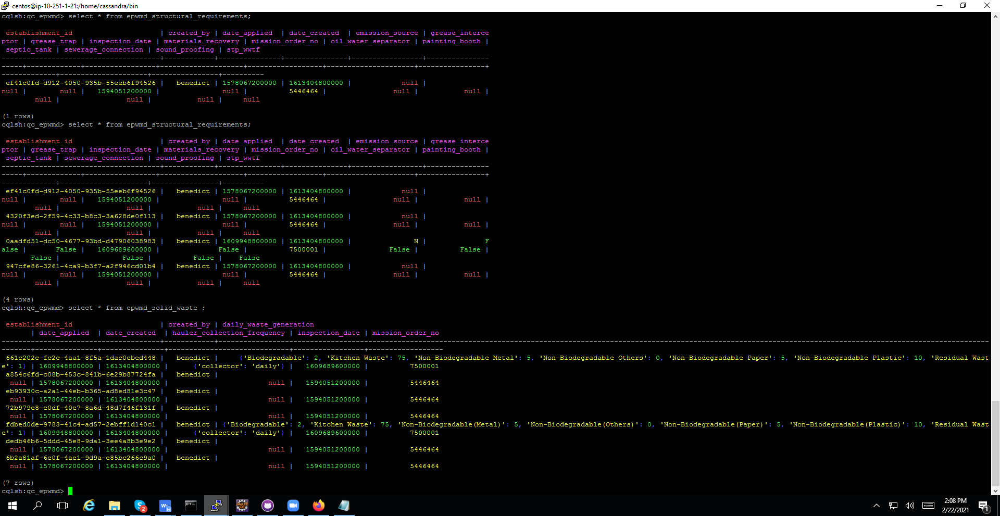 centos@ip-10-251-1-21:/home/cassandra/bin
cqlsh:qc_epwmd> select * from epwmd_structural_requirements;
establishment_id | created_by | date_applied | date_created | emission_source | grease_interce
ptor | grease_trap | inspection_date | materials_recovery | mission_order_no | oil_water_separator | painting_booth |
septic_tank | sewerage_connection | sound_proofing | stp_wwtf
--------------------------------------+------------+---------------+---------------+-----------------+---------------
-----+-------------+-----------------+--------------------+------------------+---------------------+----------------+
-------------+---------------------+----------------+----------
ef41c0fd-d912-4050-935b-55eeb6f94526 | benedict | 1578067200000 | 1613404800000 | null |
null | null | 1594051200000 | null | 5446464 | null | null |
null | null | null | null
(1 rows)
cqlsh:qc_epwmd> select * from epwmd_structural_requirements;
establishment_id | created_by | date_applied | date_created | emission_source | grease_interce
ptor | grease_trap | inspection_date | materials_recovery | mission_order_no | oil_water_separator | painting_booth |
septic_tank | sewerage_connection | sound_proofing | stp_wwtf
--------------------------------------+------------+---------------+---------------+-----------------+---------------
-----+-------------+-----------------+--------------------+------------------+---------------------+----------------+
-------------+---------------------+----------------+----------
ef41c0fd-d912-4050-935b-55eeb6f94526 | benedict | 1578067200000 | 1613404800000 | null |
null | null | 1594051200000 | null | 5446464 | null | null |
null | null | null | null
4320f3ed-2f59-4c33-b8c3-3a628de0f113 | benedict | 1578067200000 | 1613404800000 | null |
null | null | 1594051200000 | null | 5446464 | null | null |
null | null | null | null
0aadfd51-dc50-4677-93bd-d47906038983 | benedict | 1609948800000 | 1613404800000 | N | F
alse | False | 1609689600000 | False | 7500001 | False | False |
False | False | False | False
947cfe86-3261-4ca9-b3f7-a2f946cd01b4 | benedict | 1578067200000 | 1613404800000 | null |
null | null | 1594051200000 | null | 5446464 | null | null |
null | null | null | null
(4 rows)
cqlsh:qc_epwmd> select * from epwmd_solid_waste ;
establishment_id | created_by | daily_waste_generation
| date_applied | date_created | hauler_collection_frequency | inspection_date | mission_order_no
--------------------------------------+------------+----------------------------------------------------------------
-------+---------------+---------------+-----------------------------+-----------------+------------------
661c202c-fc2c-4aa1-8f5a-1dac0ebed448 | benedict | {'Biodegradable': 2, 'Kitchen Waste': 75, 'Non-Biodegradable Metal': 5, 'Non-Biodegradable Others': 0, 'Non-Biodegradable Paper': 5, 'Non-Biodegradable Plastic': 10, 'Residual Wast
e': 1} | 1609948800000 | 1613404800000 | {'collector': 'daily'} | 1609689600000 | 7500001
a854c6fd-c08b-453c-841b-6e29b87724fa | benedict |
null | 1578067200000 | 1613404800000 | null | 1594051200000 | 5446464
eb93930c-a2a1-44eb-b365-ad8ed81e3c47 | benedict |
null | 1578067200000 | 1613404800000 | null | 1594051200000 | 5446464
72b979e8-e0df-40e7-8a6d-48d7f46f131f | benedict |
null | 1578067200000 | 1613404800000 | null | 1594051200000 | 5446464
fdbed0de-9783-41c4-ad57-2ebff1d140c1 | benedict | {'Biodegradable': 2, 'Kitchen Waste': 75, 'Non-Biodegradable(Metal)': 5, 'Non-Biodegradable(Others)': 0, 'Non-Biodegradable(Paper)': 5, 'Non-Biodegradable(Plastic)': 10, 'Residual Wast
e': 1} | 1609948800000 | 1613404800000 | {'collector': 'daily'} | 1609689600000 | 7500001
dedb46b6-5ddd-45e8-9da1-3ee4a8b3e9e2 | benedict |
null | 1578067200000 | 1613404800000 | null | 1594051200000 | 5446464
6b2a81af-6e0f-4ae1-9d9a-e85bc266c9a0 | benedict |
null | 1578067200000 | 1613404800000 | null | 1594051200000 | 5446464
(7 rows)
cqlsh:qc_epwmd>
2:08 PM
2/22/2021